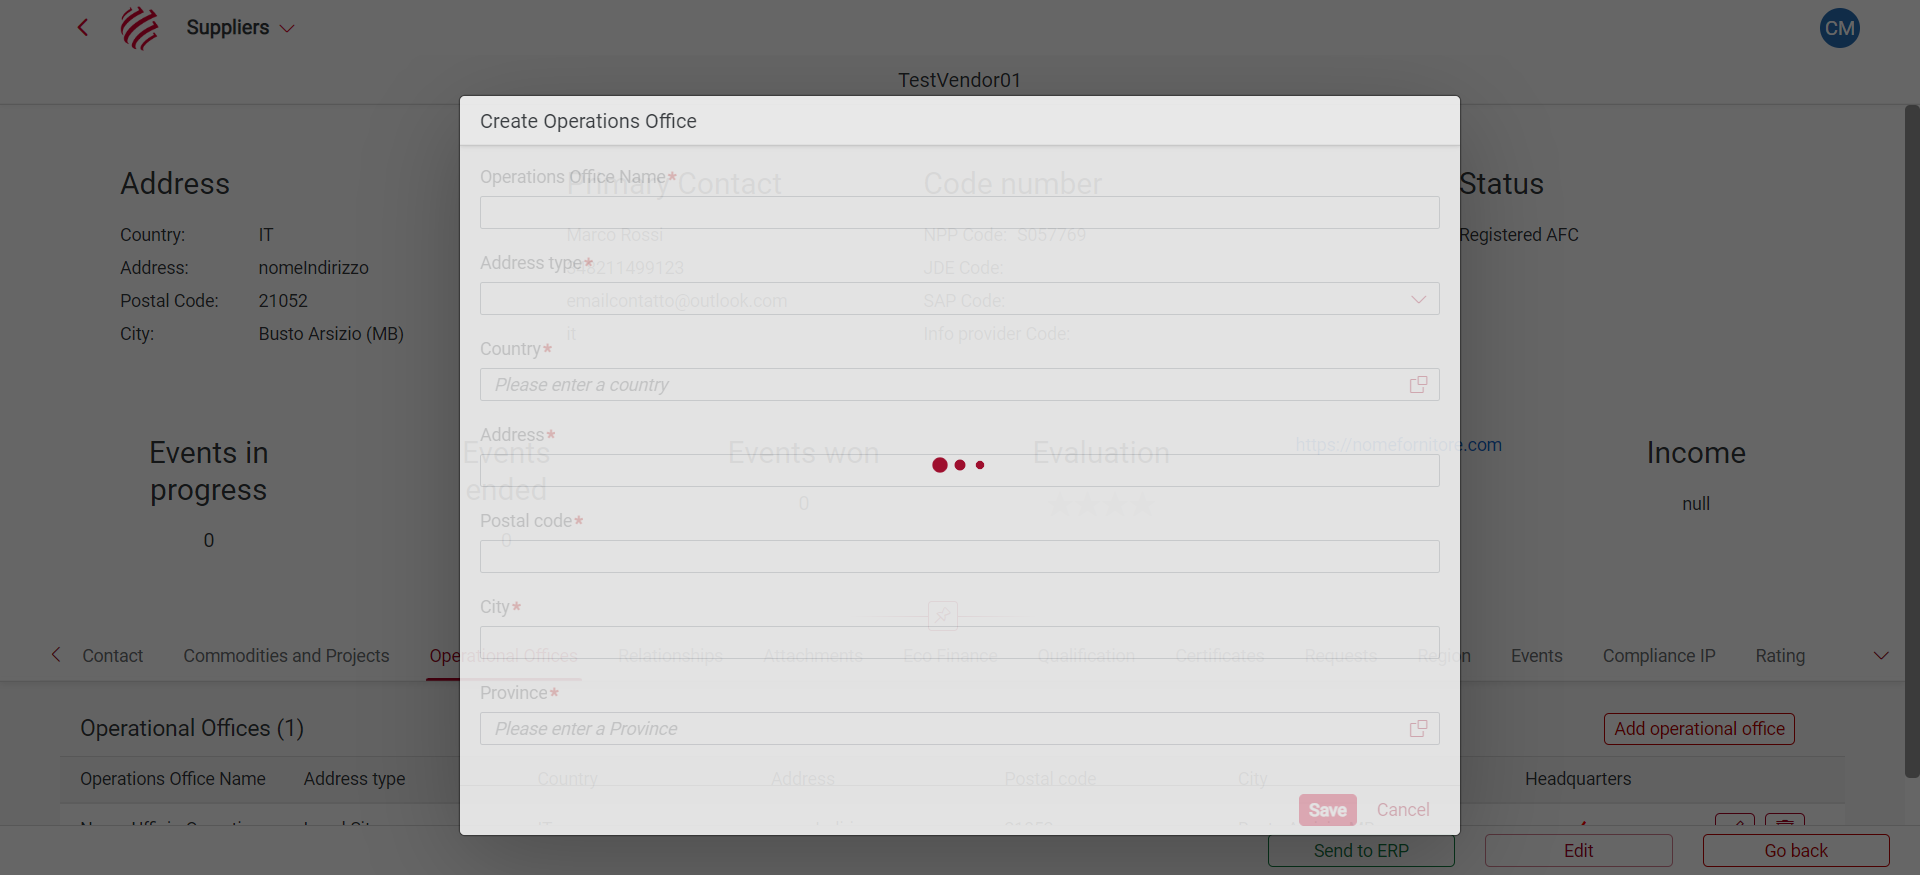 Suppliers
CM
TestVendor01
Create Operations Office
Address
Country: IT
Address: nomeIndirizzo
Postal Code: 21052
City: Busto Arsizio (MB)
Primary Contact
Marco Rossi
emailcontatto@outlook.com
it
Code number
NPP Code: S057769
JDE Code:
SAP Code:
Info provider Code:
Status
Registered AFC
Operations Office Name*
Address type*
Country*
Please enter a country
Address*
Postal code*
City*
Province*
Please enter a Province
Events in
progress
0
Events
ended
0
Events won
0
Evaluation
https://nomefornitore.com
Income
null
Contact
Commodities and Projects
Operational Offices
Relationships
Attachments
Eco Finance
Qualification
Certificates
Requests
Region
Events
Compliance IP
Rating
Operational Offices (1)
Add operational office
Operations Office Name Address type Country Address Postal code City Headquarters
Save
Cancel
Send to ERP
Edit
Go back